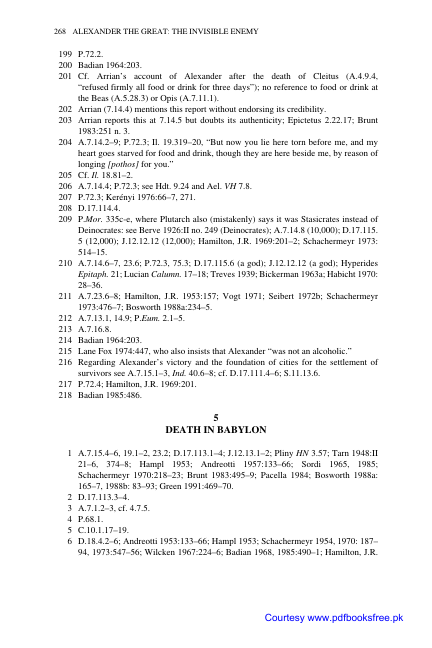 268 ALEXANDER THE GREAT: THE INVISIBLE ENEMY
199 P.72.2.
200 Badian 1964:203.
201 Cf. Arrian's account of Alexander after the death of Cleitus (A.4.9.4,
"refused firmly all food or drink for three days"); no reference to food or drink at
the Beas (A.5.28.3) or Opis (A.7.11.1).
202 Arrian (7.14.4) mentions this report without endorsing its credibility.
203 Arrian reports this at 7.14.5 but doubts its authenticity; Epictetus 2.22.17; Brunt
1983:251 n. 3.
204 A.7.14.2–9; P.72.3; Il. 19.319–20, "But now you lie here torn before me, and my
heart goes starved for food and drink, though they are here beside me, by reason of
longing [pothos] for you."
205 Cf. Il. 18.81–2.
206 A.7.14.4; P.72.3; see Hdt. 9.24 and Ael. VH 7.8.
207 P.72.3; Kerényi 1976:66–7, 271.
208 D.17.114.4.
209 P.Mor. 335c-e, where Plutarch also (mistakenly) says it was Stasicrates instead of
Deinocrates: see Berve 1926:II no. 249 (Deinocrates); A.7.14.8 (10,000); D.17.115.
5 (12,000); J.12.12.12 (12,000); Hamilton, J.R. 1969:201–2; Schachermeyr 1973:
514–15.
210 A.7.14.6–7, 23.6; P.72.3, 75.3; D.17.115.6 (a god); J.12.12.12 (a god); Hyperides
Epitaph. 21; Lucian Calumn. 17–18; Treves 1939; Bickerman 1963a; Habicht 1970:
28–36.
211 A.7.23.6–8; Hamilton, J.R. 1953:157; Vogt 1971; Seibert 1972b; Schachermeyr
1973:476–7; Bosworth 1988a:234–5.
212 A.7.13.1, 14.9; P.Eum. 2.1–5.
213 A.7.16.8.
214 Badian 1964:203.
215 Lane Fox 1974:447, who also insists that Alexander "was not an alcoholic."
216 Regarding Alexander's victory and the foundation of cities for the settlement of
survivors see A.7.15.1–3, Ind. 40.6–8; cf. D.17.111.4–6; S.11.13.6.
217 P.72.4; Hamilton, J.R. 1969:201.
218 Badian 1985:486.
5
DEATH IN BABYLON
1 A.7.15.4–6, 19.1–2, 23.2; D.17.113.1–4; J.12.13.1–2; Pliny HN 3.57; Tarn 1948:II
21–6, 374–8; Hampl 1953; Andreotti 1957:133–66; Sordi 1965, 1985;
Schachermeyr 1970:218–23; Brunt 1983:495–9; Pacella 1984; Bosworth 1988a:
165–7, 1988b: 83–93; Green 1991:469–70.
2 D.17.113.3–4.
3 A.7.1.2–3, cf. 4.7.5.
4 P.68.1.
5 C.10.1.17–19.
6 D.18.4.2–6; Andreotti 1953:133–66; Hampl 1953; Schachermeyr 1954, 1970: 187–
94, 1973:547–56; Wilcken 1967:224–6; Badian 1968, 1985:490–1; Hamilton, J.R.
Courtesy www.pdfbooksfree.pk